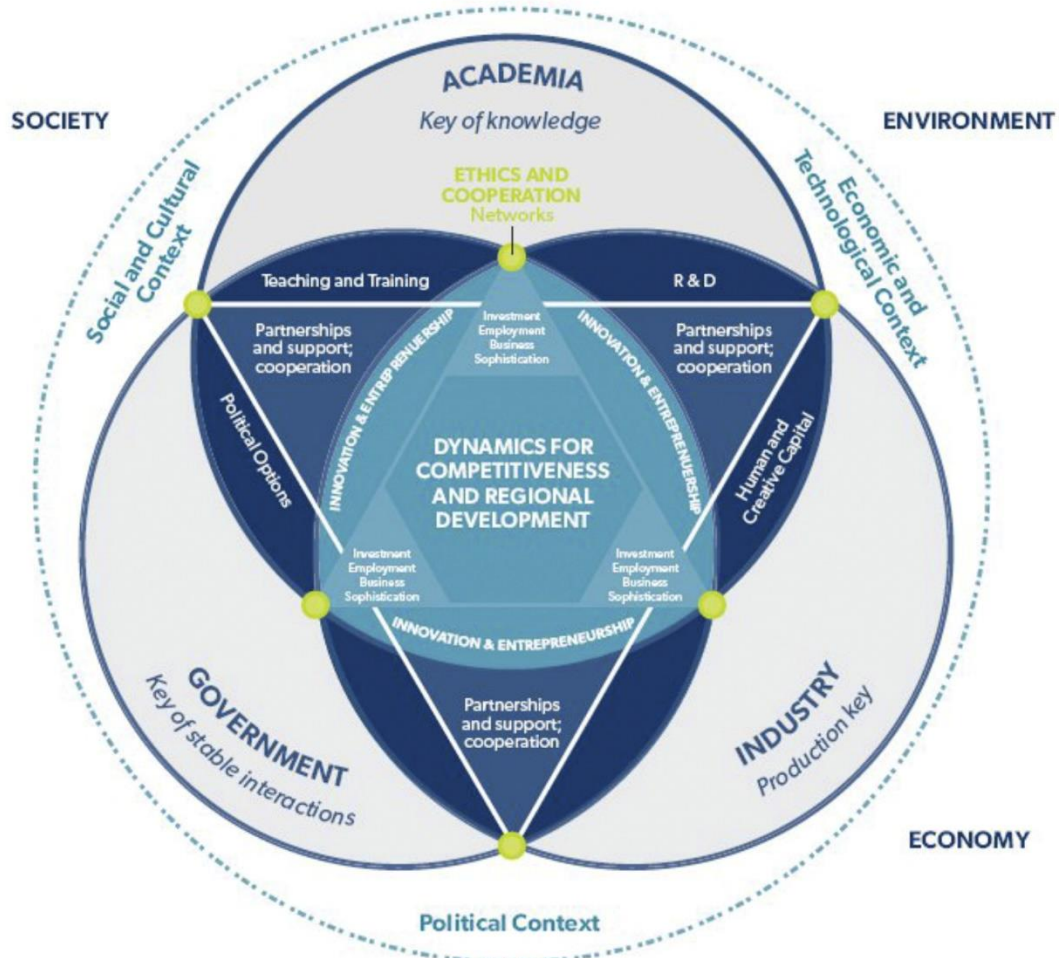 ACADEMIA
Key of knowledge
SOCIETY
ENVIRONMENT
Social and Cultural
Context
Economic and
Technological Context
ETHICS AND
COOPERATION
Networks
Teaching and Training
R & D
Partnerships
and support;
cooperation
Investment
Employment
Business
Sophistication
Partnerships
and support;
cooperation
INNOVATION & ENTREPRENUERSHIP
INNOVATION & ENTREPRENUERSHIP
Political Options
Human and
Creative Capital
DYNAMICS FOR
COMPETITIVENESS
AND REGIONAL
DEVELOPMENT
Investment
Employment
Business
Sophistication
Investment
Employment
Business
Sophistication
INNOVATION & ENTREPRENEURSHIP
GOVERNMENT
Key of stable interactions
Partnerships
and support;
cooperation
INDUSTRY
Production key
ECONOMY
Political Context